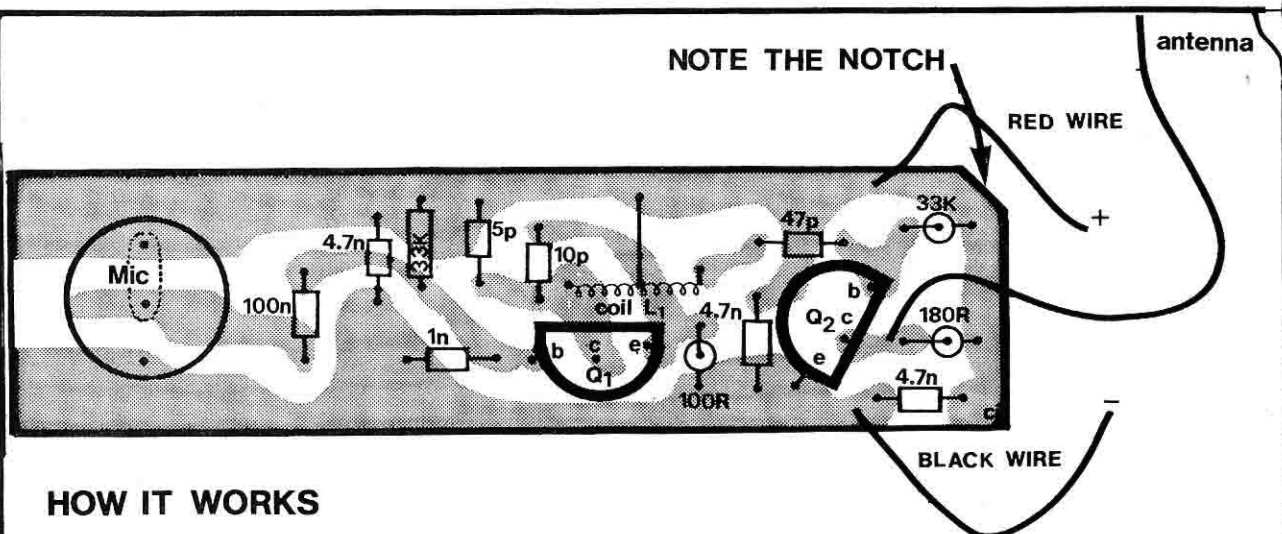 antenna
NOTE THE NOTCH
RED WIRE
+
33K
47p
5p
4.7n
33K
10p
Mic
100n
coil L1
4.7n
b
Q2 c
e
180R
1n
b c e
Q1
100R
4.7n
c
–
BLACK WIRE
HOW IT WORKS